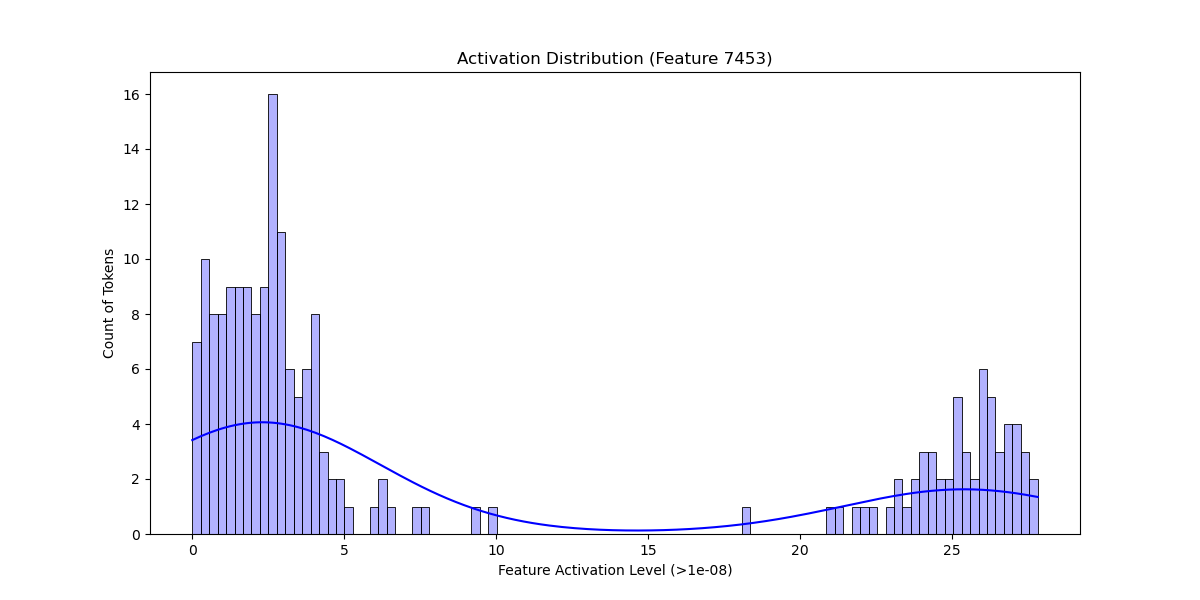 Activation Distribution (Feature 7453)
16
14
12
10
8
6
4
2
0
Count of Tokens
0 5 10 15 20 25
Feature Activation Level (>1e-08)